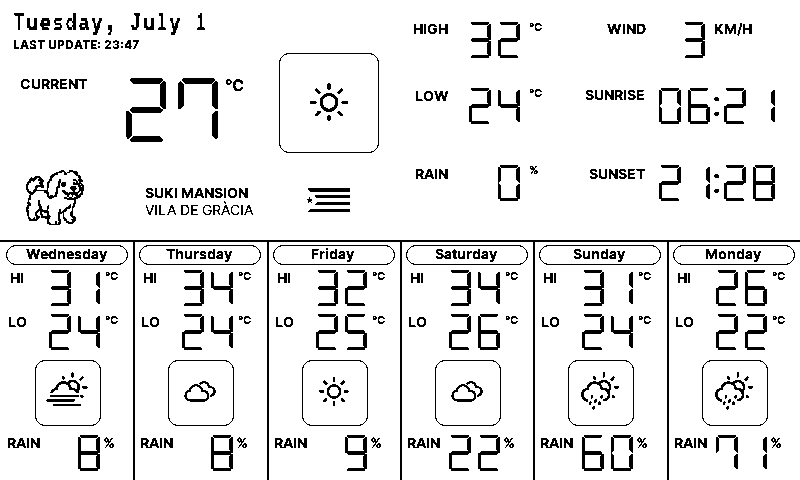 Tuesday, July 1
LAST UPDATE: 23:47
CURRENT 27 °C
HIGH 32 °C
LOW 24 °C
RAIN 0 %
WIND 3 KM/H
SUNRISE 06:21
SUNSET 21:28
SUKI MANSION
VILA DE GRÀCIA
Wednesday
HI 31 °C
LO 24 °C
RAIN 8 %
Thursday
HI 34 °C
LO 24 °C
RAIN 8 %
Friday
HI 32 °C
LO 25 °C
RAIN 9 %
Saturday
HI 34 °C
LO 26 °C
RAIN 22 %
Sunday
HI 31 °C
LO 24 °C
RAIN 60 %
Monday
HI 26 °C
LO 22 °C
RAIN 71 %